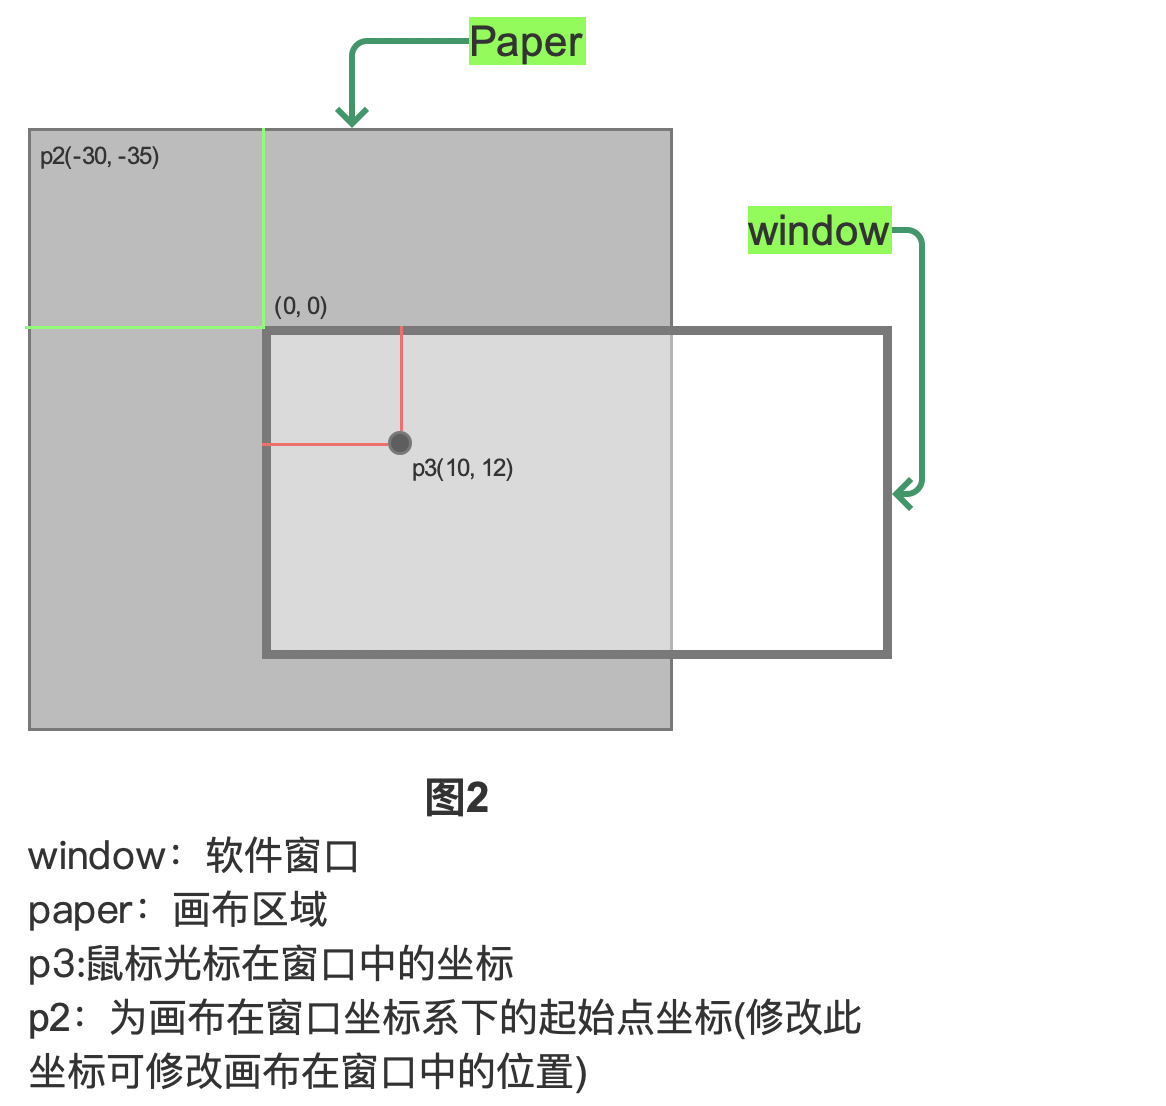 Paper
p2(-30, -35)
window
(0, 0)
p3(10, 12)
图2
window：软件窗口
paper：画布区域
p3:鼠标光标在窗口中的坐标
p2：为画布在窗口坐标系下的起始点坐标(修改此
坐标可修改画布在窗口中的位置)